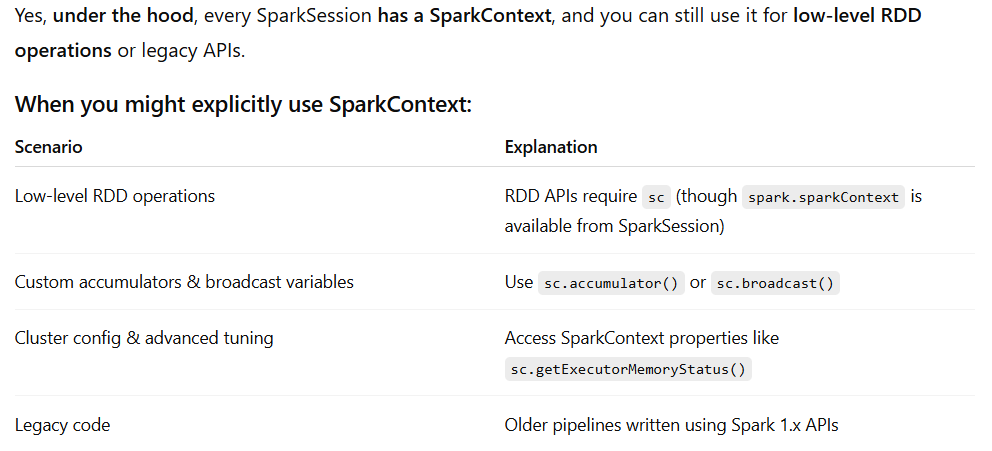 Yes, under the hood, every SparkSession has a SparkContext, and you can still use it for low-level RDD
operations or legacy APIs.
When you might explicitly use SparkContext:
Scenario Explanation
Low-level RDD operations RDD APIs require sc (though spark.sparkContext is
available from SparkSession)
Custom accumulators & broadcast variables Use sc.accumulator() or sc.broadcast()
Cluster config & advanced tuning Access SparkContext properties like
sc.getExecutorMemoryStatus()
Legacy code Older pipelines written using Spark 1.x APIs